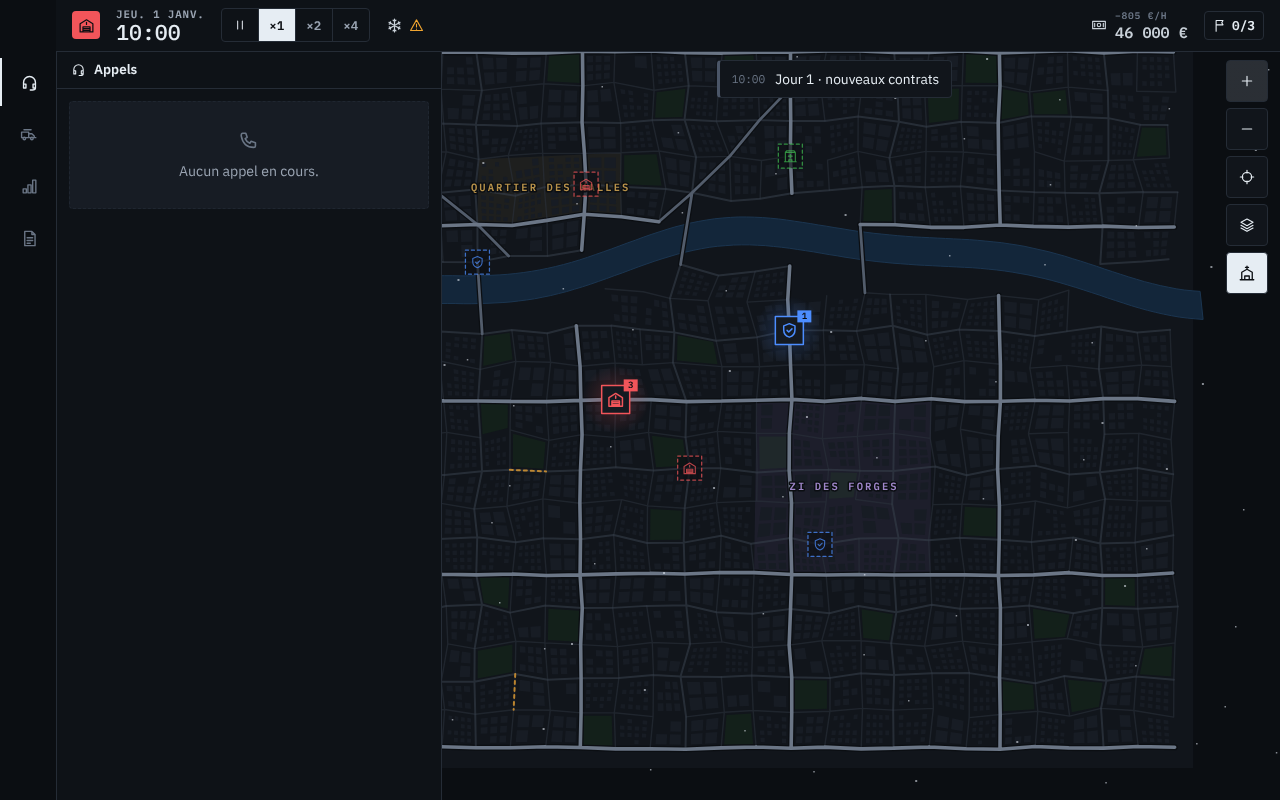 JEU. 1 JANV.
10:00
×1
×2
×4
−805 €/H
46 000 €
0/3
Appels
Aucun appel en cours.
10:00 Jour 1 · nouveaux contrats
QUARTIER DES
LLES
1
3
ZI DES FORGES